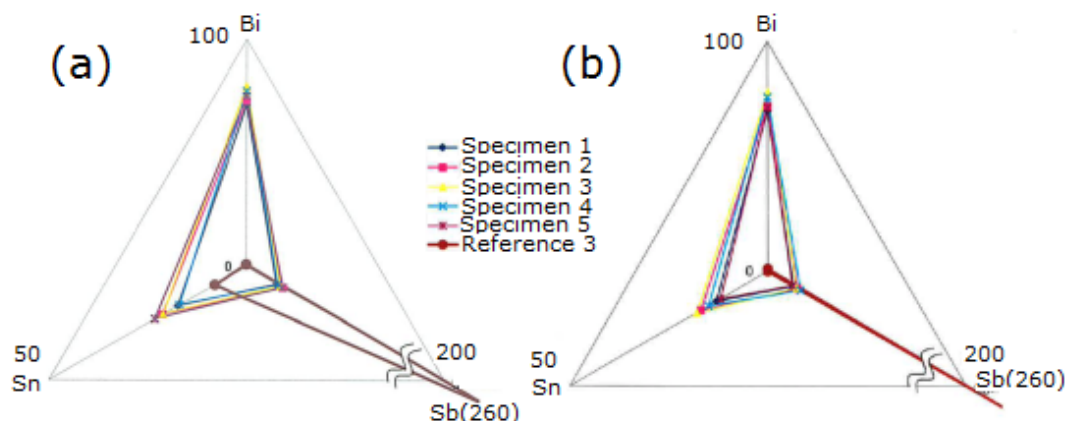 (a)
100
Bi
0
50
Sn
200
Sb(260)
Specimen 1
Specimen 2
Specimen 3
Specimen 4
Specimen 5
Reference 3
(b)
100
Bi
0
50
Sn
200
Sb(260)